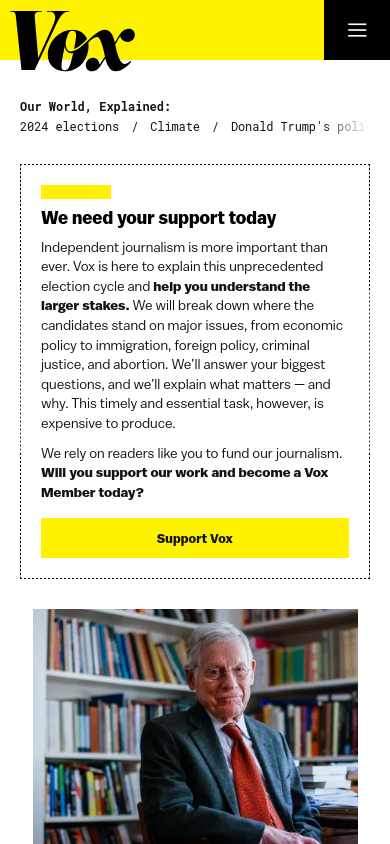 Vox
Our World, Explained:
2024 elections / Climate / Donald Trump's poli
We need your support today
Independent journalism is more important than
ever. Vox is here to explain this unprecedented
election cycle and help you understand the
larger stakes. We will break down where the
candidates stand on major issues, from economic
policy to immigration, foreign policy, criminal
justice, and abortion. We’ll answer your biggest
questions, and we’ll explain what matters — and
why. This timely and essential task, however, is
expensive to produce.
We rely on readers like you to fund our journalism.
Will you support our work and become a Vox
Member today?
Support Vox